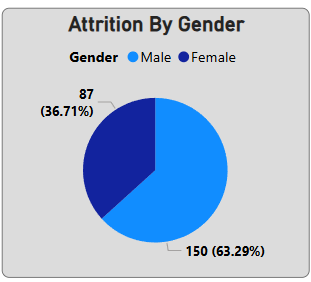 Attrition By Gender
Gender Male Female
87
(36.71%)
150 (63.29%)